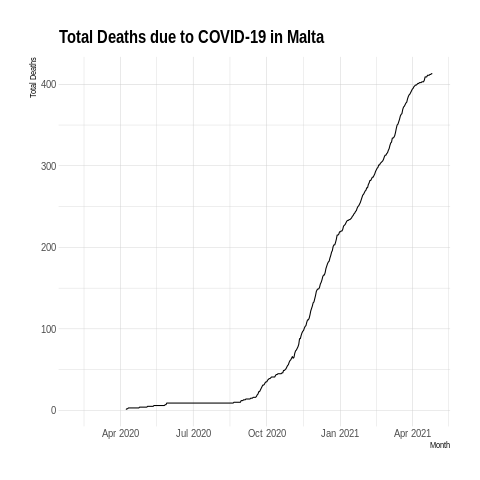 Total Deaths due to COVID-19 in Malta
Total Deaths
400
300
200
100
0
Apr 2020 Jul 2020 Oct 2020 Jan 2021 Apr 2021
Month